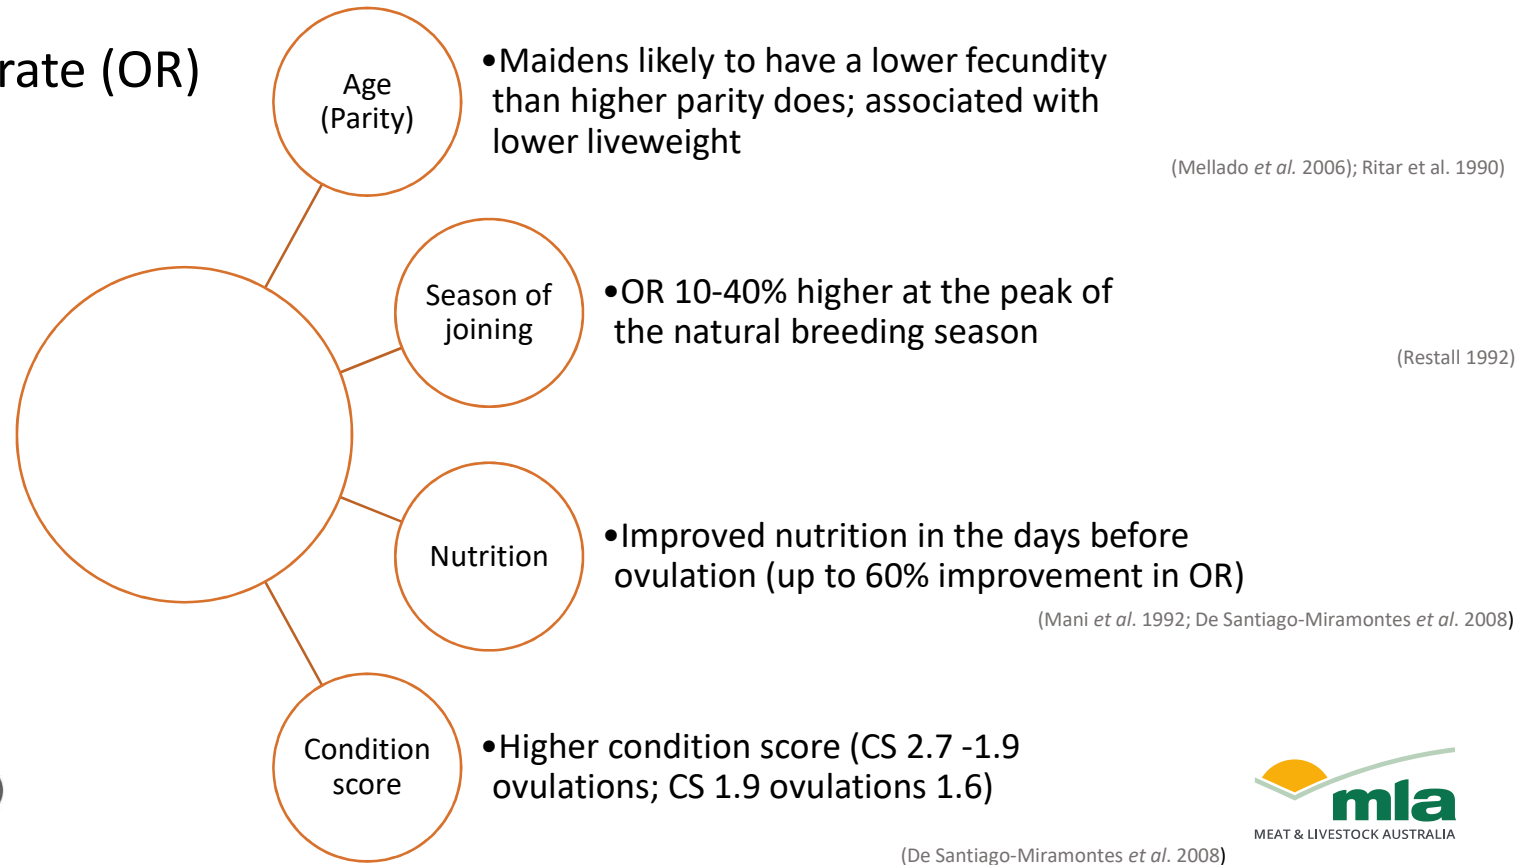 rate (OR)
Age
(Parity)
•Maidens likely to have a lower fecundity
than higher parity does; associated with
lower liveweight
(Mellado et al. 2006); Ritar et al. 1990)
Season of
joining
•OR 10-40% higher at the peak of
the natural breeding season
(Restall 1992)
Nutrition
•Improved nutrition in the days before
ovulation (up to 60% improvement in OR)
(Mani et al. 1992; De Santiago-Miramontes et al. 2008)
Condition
score
•Higher condition score (CS 2.7 -1.9
ovulations; CS 1.9 ovulations 1.6)
(De Santiago-Miramontes et al. 2008)
mla
MEAT & LIVESTOCK AUSTRALIA